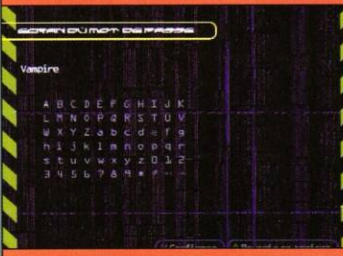 ECRAN DU MOT DE PASSE
Vampire
A B C D E F G H I J K
L M N O P Q R S T U V
W X Y Z a b c d e f g
h i j k l m n o p q r
s t u v w x y z 0 1 2
3 4 5 6 7 8 9 *